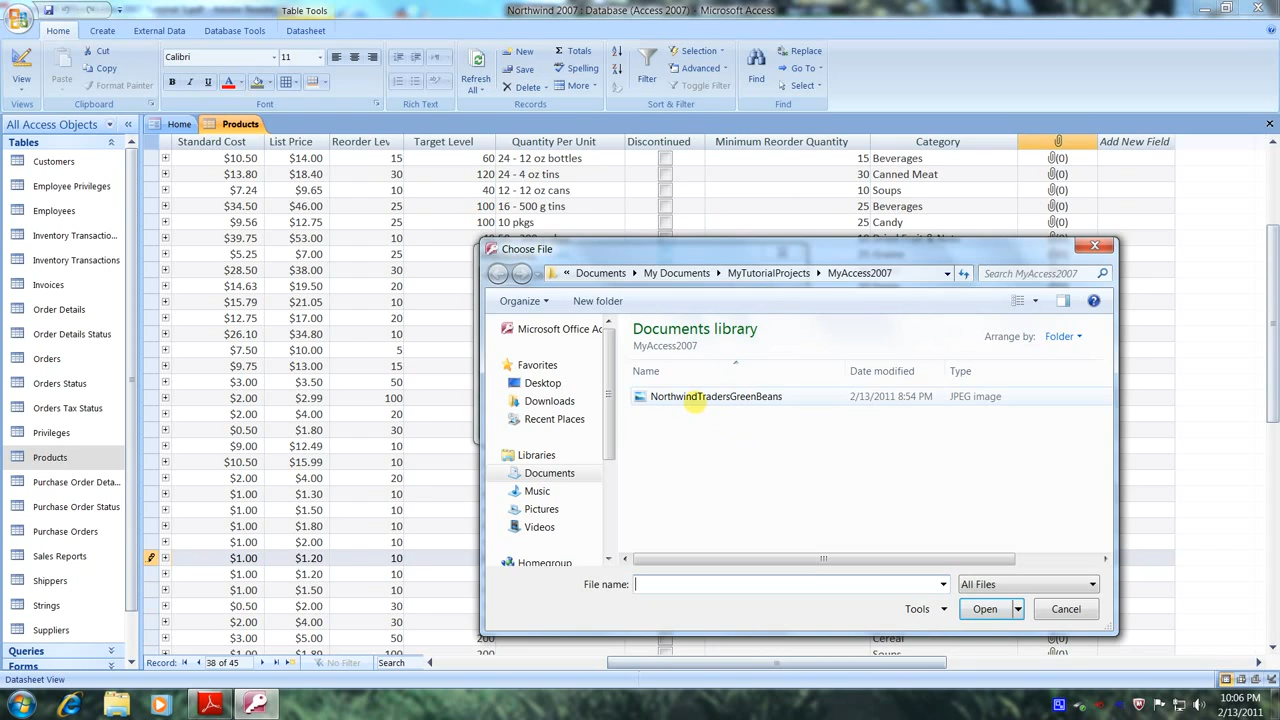 Table Tools
Northwind 2007 : Database (Access 2007) - Microsoft Access
Home Create External Data Database Tools Datasheet
View
Views
Paste
Cut
Copy
Format Painter
Clipboard
Calibri 11
B I U A
Font
Rich Text
Refresh All
New
Save
Delete
Totals
Spelling
More
Records
Filter
Selection
Advanced
Toggle Filter
Sort & Filter
Find
Replace
Go To
Select
Find
All Access Objects
Tables
Customers
Employee Privileges
Employees
Inventory Transactio...
Inventory Transactions
Invoices
Order Details
Order Details Status
Orders
Orders Status
Orders Tax Status
Privileges
Products
Purchase Order Deta...
Purchase Order Status
Purchase Orders
Sales Reports
Shippers
Strings
Suppliers
Queries
Forms
Home Products
Standard Cost List Price Reorder Lev Target Level Quantity Per Unit Discontinued Minimum Reorder Quantity Category Add New Field
$10.50 $14.00 15 60 24 - 12 oz bottles 15 Beverages (0)
$13.80 $18.40 30 120 24 - 4 oz tins 30 Canned Meat (0)
$7.24 $9.65 10 40 12 - 12 oz cans 10 Soups (0)
$34.50 $46.00 25 100 16 - 500 g tins 25 Beverages (0)
$9.56 $12.75 25 100 10 pkgs 25 Candy (0)
$39.75 $53.00 10
$5.25 $7.00 25
$28.50 $38.00 10
$14.63 $19.50 20
$15.79 $21.05 10
$12.75 $17.00 20
$26.10 $34.80 10
$7.50 $10.00 5
$9.75 $13.00 15
$3.00 $3.50 50
$2.00 $2.99 100
$0.50 $1.80 30
$9.00 $12.49 10
$10.50 $15.99 10
$2.00 $4.00 20
$1.00 $1.30 10
$1.00 $1.50 10
$1.00 $1.80 10
$1.00 $2.00 10
$1.00 $1.20 10
$1.00 $1.20 10
$1.00 $1.50 10
$0.50 $2.00 30
$2.00 $4.00 20
$3.00 $5.00 50 200 Cereal
$1.00 $1.89 100 200 Soups
Choose File
« Documents My Documents MyTutorialProjects MyAccess2007
Search MyAccess2007
Organize New folder
Microsoft Office Ac
Favorites
Desktop
Downloads
Recent Places
Libraries
Documents
Music
Pictures
Videos
Homegroup
Documents library
MyAccess2007
Arrange by: Folder
Name Date modified Type
NorthwindTradersGreenBeans 2/13/2011 8:54 PM JPEG image
File name: All Files
Tools Open Cancel
Record: 38 of 45 No Filter Search
Datasheet View
10:06 PM
2/13/2011